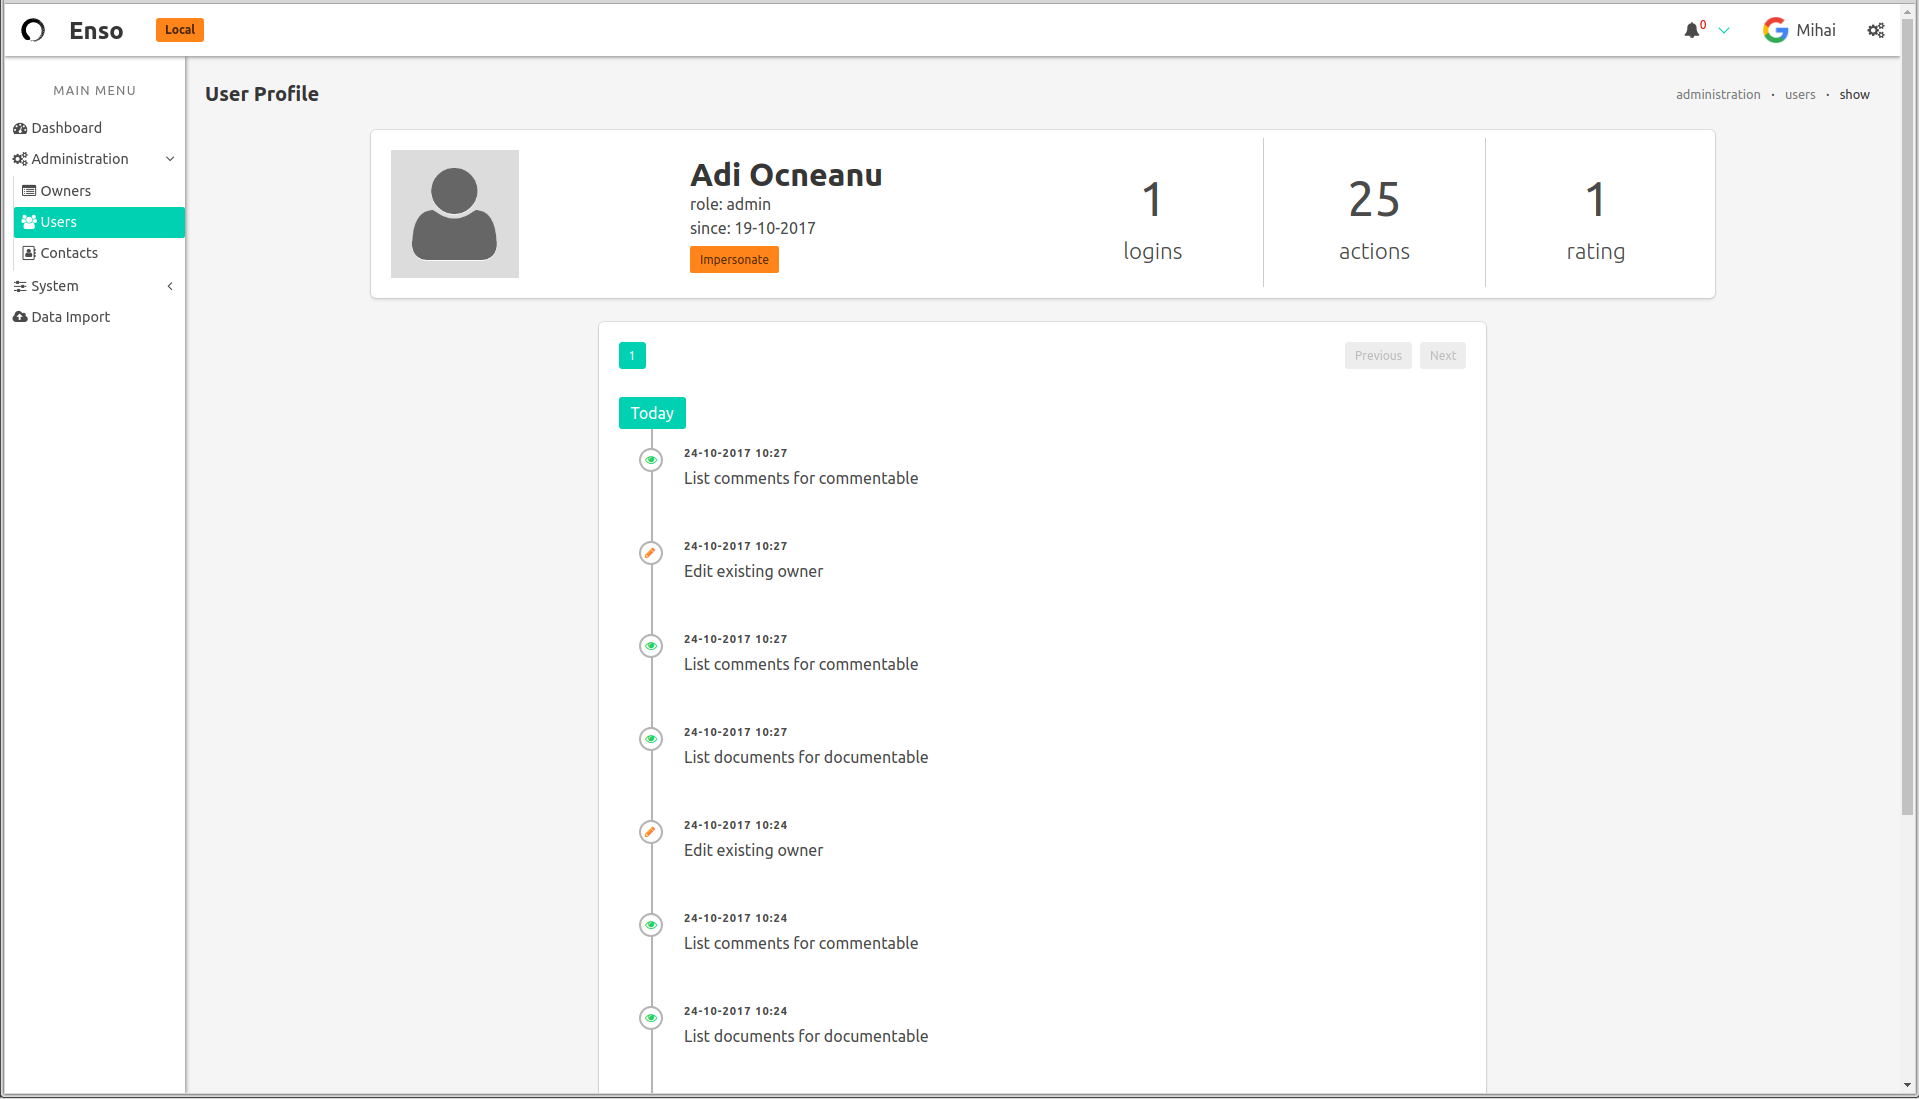 Enso
Local
0
Mihai
MAIN MENU
Dashboard
Administration
Owners
Users
Contacts
System
Data Import
User Profile
administration · users · show
Adi Ocneanu
role: admin
since: 19-10-2017
Impersonate
1
logins
25
actions
1
rating
1
Previous
Next
Today
24-10-2017 10:27
List comments for commentable
24-10-2017 10:27
Edit existing owner
24-10-2017 10:27
List comments for commentable
24-10-2017 10:27
List documents for documentable
24-10-2017 10:24
Edit existing owner
24-10-2017 10:24
List comments for commentable
24-10-2017 10:24
List documents for documentable